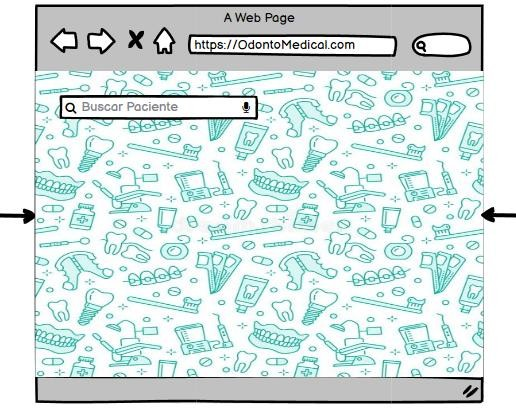 A Web Page
https://OdontoMedical.com
Buscar Paciente